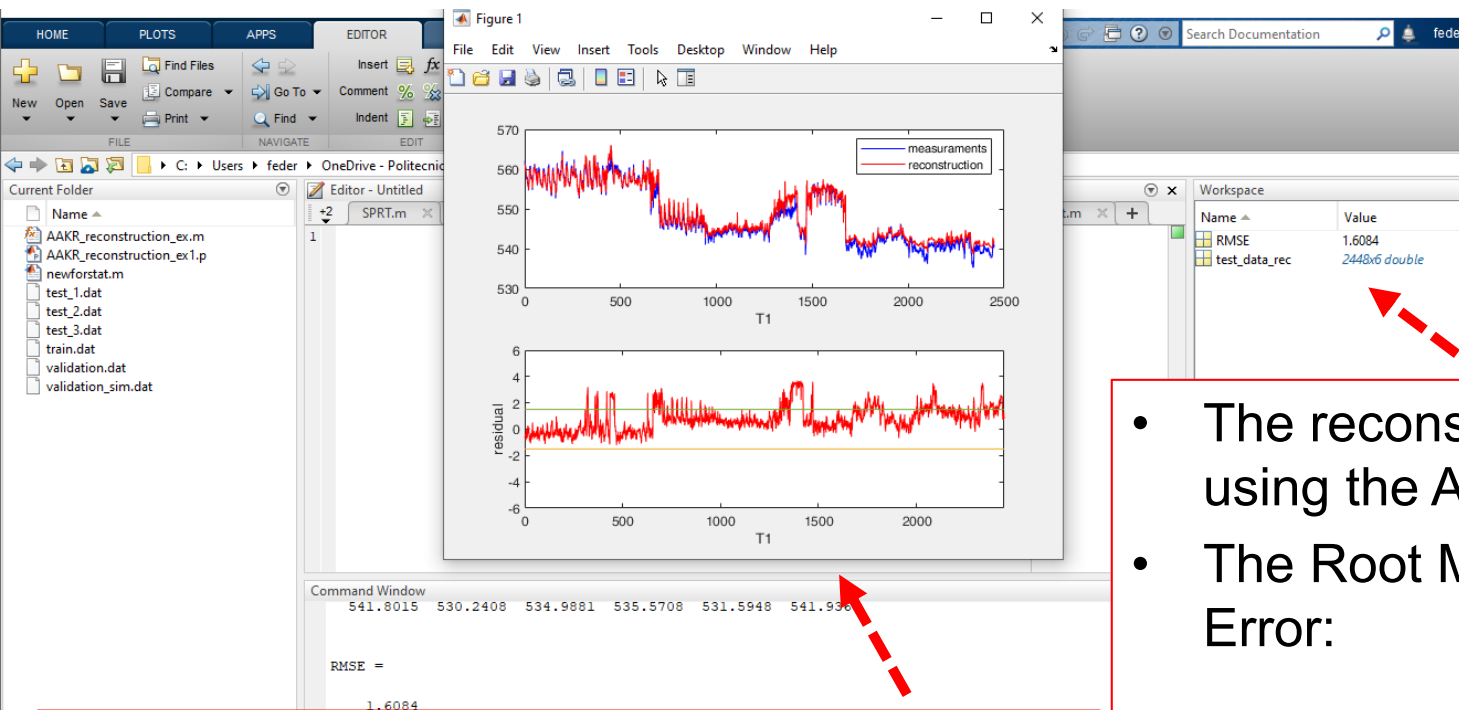 Figure 1
HOME PLOTS APPS EDITOR
Search Documentation
File Edit View Insert Tools Desktop Window Help
Find Files
Insert fx
New Open Save
Compare
Go To
Comment
Print
Find
Indent
FILE NAVIGATE EDIT
C: Users feder OneDrive - Politecnic
Current Folder
Editor - Untitled
Workspace
Name
+2 SPRT.m
t.m
Name Value
AAKR_reconstruction_ex.m
AAKR_reconstruction_ex1.p
newforstat.m
test_1.dat
test_2.dat
test_3.dat
train.dat
validation.dat
validation_sim.dat
1
RMSE 1.6084
test_data_rec 2448x6 double
570
560
550
540
530
measuraments
reconstruction
0 500 1000 1500 2000 2500
T1
6
4
2
0
-2
-4
-6
residual
0 500 1000 1500 2000
T1
Command Window
541.8015 530.2408 534.9881 535.5708 531.5948
RMSE =
1.6084
• The recons
using the A
• The Root M
Error: